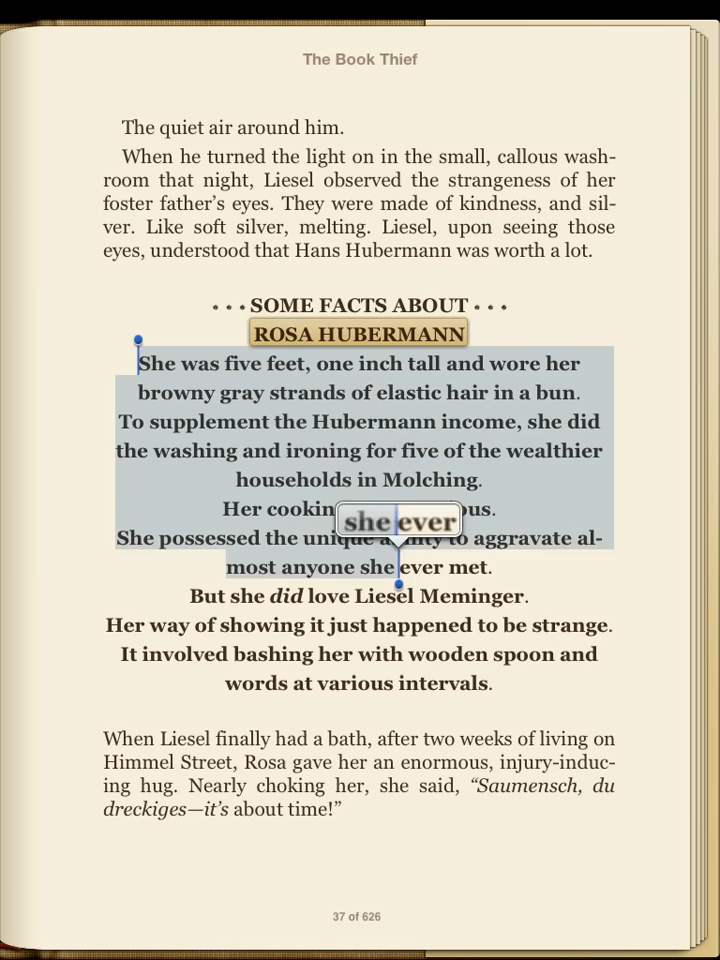 The Book Thief
The quiet air around him.
When he turned the light on in the small, callous wash-
room that night, Liesel observed the strangeness of her
foster father's eyes. They were made of kindness, and sil-
ver. Like soft silver, melting. Liesel, upon seeing those
eyes, understood that Hans Hubermann was worth a lot.
• • • SOME FACTS ABOUT • • •
ROSA HUBERMANN
She was five feet, one inch tall and wore her
browny gray strands of elastic hair in a bun.
To supplement the Hubermann income, she did
the washing and ironing for five of the wealthier
households in Molching.
Her cookin ous.
she ever
She possessed the unique ability to aggravate al-
most anyone she ever met.
But she did love Liesel Meminger.
Her way of showing it just happened to be strange.
It involved bashing her with wooden spoon and
words at various intervals.
When Liesel finally had a bath, after two weeks of living on
Himmel Street, Rosa gave her an enormous, injury-induc-
ing hug. Nearly choking her, she said, “Saumensch, du
dreckiges—it's about time!”
37 of 626